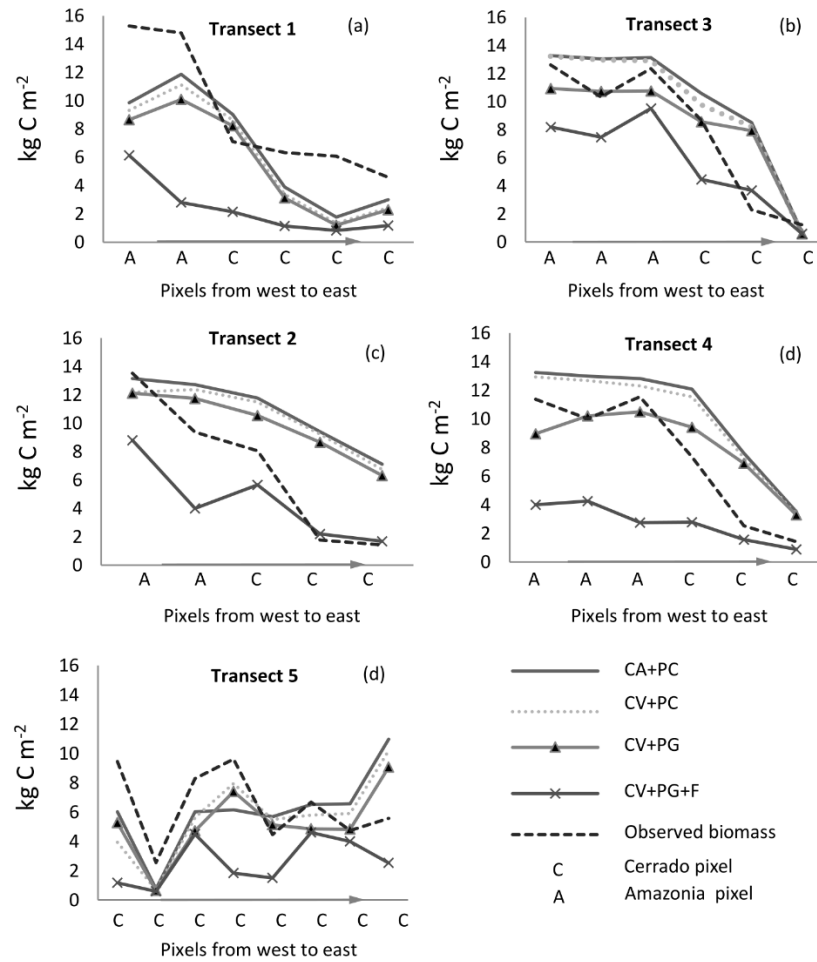 Transect 1 (a)
16
14
12
10
8
6
4
2
0
kg C m-2
A A C C C C
Pixels from west to east
Transect 3 (b)
16
14
12
10
8
6
4
2
0
kg C m-2
A A A C C C
Pixels from west to east
Transect 2 (c)
16
14
12
10
8
6
4
2
0
kg C m-2
A A C C C
Pixels from west to east
Transect 4 (d)
16
14
12
10
8
6
4
2
0
kg C m-2
A A A C C C
Pixels from west to east
Transect 5 (d)
16
14
12
10
8
6
4
2
0
kg C m-2
C C C C C C C C
Pixels from west to east
CA+PC
CV+PC
CV+PG
CV+PG+F
Observed biomass
C Cerrado pixel
A Amazonia pixel